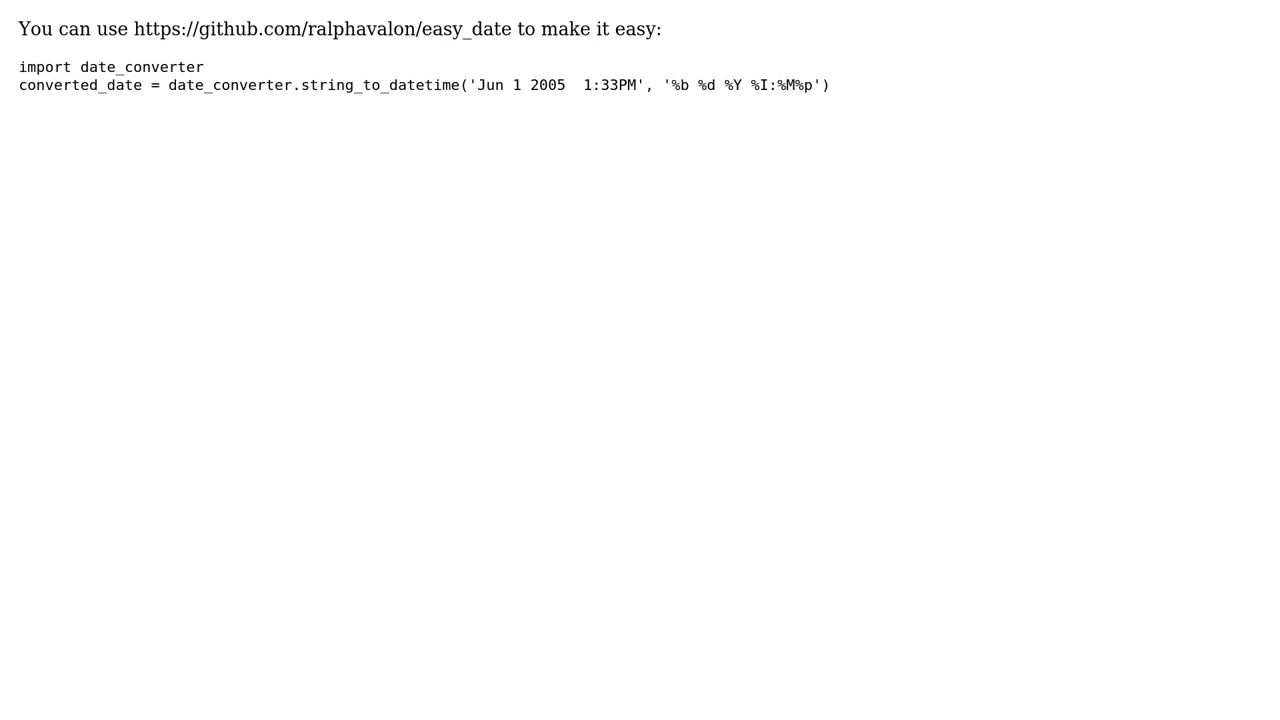 You can use https://github.com/ralphavalon/easy_date to make it easy:
import date_converter
converted_date = date_converter.string_to_datetime('Jun 1 2005  1:33PM', '%b %d %Y %I:%M%p')